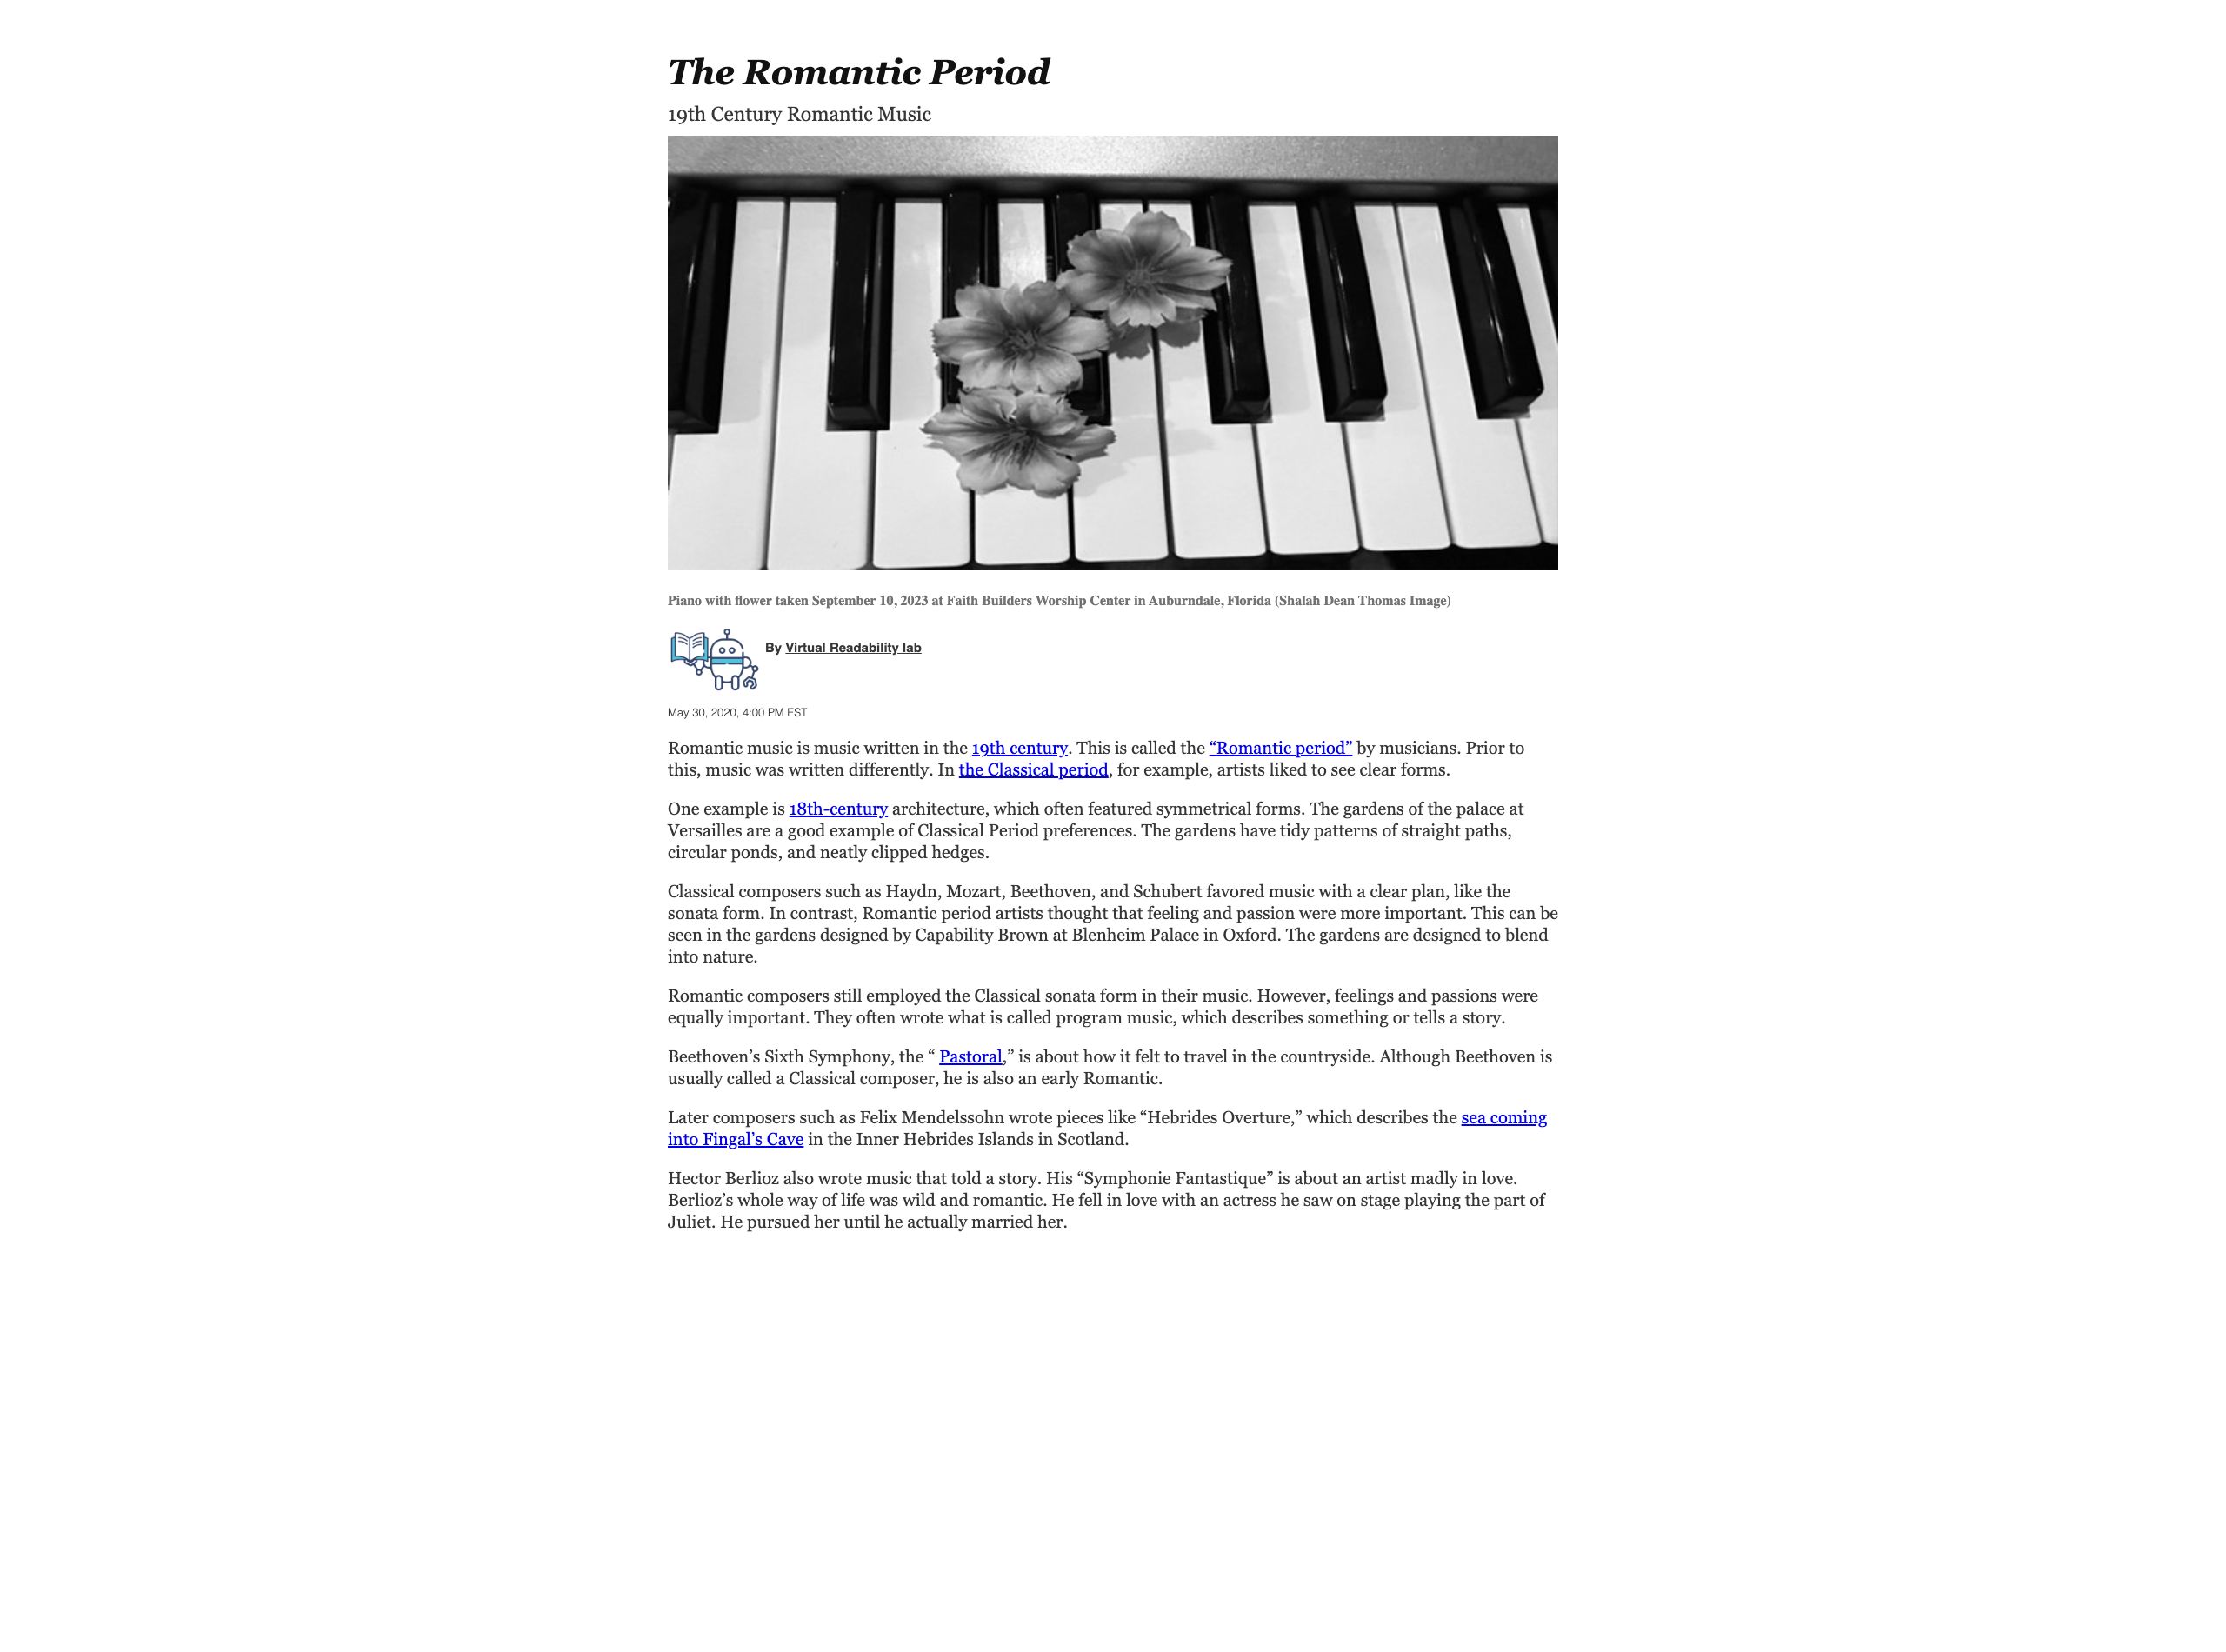 The Romantic Period
19th Century Romantic Music
Piano with flower taken September 10, 2023 at Faith Builders Worship Center in Auburndale, Florida (Shalah Dean Thomas Image)
By Virtual Readability lab
May 30, 2020, 4:00 PM EST
Romantic music is music written in the 19th century. This is called the “Romantic period” by musicians. Prior to
this, music was written differently. In the Classical period, for example, artists liked to see clear forms.
One example is 18th-century architecture, which often featured symmetrical forms. The gardens of the palace at
Versailles are a good example of Classical Period preferences. The gardens have tidy patterns of straight paths,
circular ponds, and neatly clipped hedges.
Classical composers such as Haydn, Mozart, Beethoven, and Schubert favored music with a clear plan, like the
sonata form. In contrast, Romantic period artists thought that feeling and passion were more important. This can be
seen in the gardens designed by Capability Brown at Blenheim Palace in Oxford. The gardens are designed to blend
into nature.
Romantic composers still employed the Classical sonata form in their music. However, feelings and passions were
equally important. They often wrote what is called program music, which describes something or tells a story.
Beethoven’s Sixth Symphony, the “ Pastoral,” is about how it felt to travel in the countryside. Although Beethoven is
usually called a Classical composer, he is also an early Romantic.
Later composers such as Felix Mendelssohn wrote pieces like “Hebrides Overture,” which describes the sea coming
into Fingal’s Cave in the Inner Hebrides Islands in Scotland.
Hector Berlioz also wrote music that told a story. His “Symphonie Fantastique” is about an artist madly in love.
Berlioz’s whole way of life was wild and romantic. He fell in love with an actress he saw on stage playing the part of
Juliet. He pursued her until he actually married her.